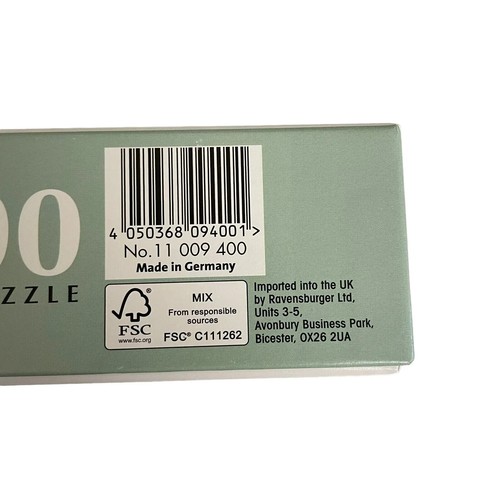 00
ZZLE
4 050368 094001 >
No.11 009 400
Made in Germany
FSC
www.fsc.org
MIX
From responsible
sources
FSC® C111262
Imported into the UK
by Ravensburger Ltd,
Units 3-5,
Avonbury Business Park,
Bicester, OX26 2UA